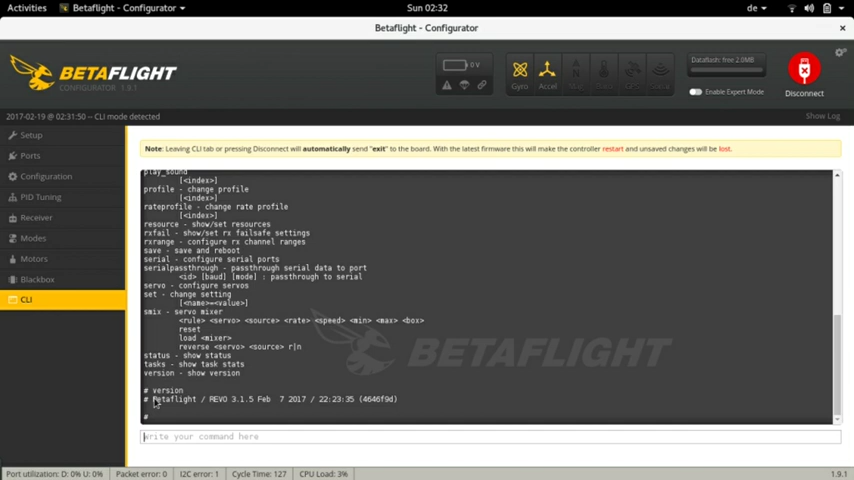 Activities
Betaflight - Configurator
Sun 02:32
de
Betaflight - Configurator
BETAFLIGHT
CONFIGURATOR 1.9.1
0 V
Gyro
Accel
Mag
Baro
GPS
Sonar
Dataflash: free 2.0MB
Enable Expert Mode
Disconnect
2017-02-19 @ 02:31:50 -- CLI mode detected
Show Log
Setup
Ports
Configuration
PID Tuning
Receiver
Modes
Motors
Blackbox
CLI
Note: Leaving CLI tab or pressing Disconnect will automatically send "exit" to the board. With the latest firmware this will make the controller restart and unsaved changes will be lost.
play_sound
[<index>]
profile - change profile
[<index>]
rateprofile - change rate profile
[<index>]
resource - show/set resources
rxfail - show/set rx failsafe settings
rxrange - configure rx channel ranges
save - save and reboot
serial - configure serial ports
serialpassthrough - passthrough serial data to port
<id> [baud] [mode] : passthrough to serial
servo - configure servos
set - change setting
[<name>=<value>]
smix - servo mixer
<rule> <servo> <source> <rate> <speed> <min> <max> <box>
reset
load <mixer>
reverse <servo> <source> r|n
status - show status
tasks - show task stats
version - show version
# version
# Betaflight / REVO 3.1.5 Feb 7 2017 / 22:23:35 (4646f9d)
#
BETAFLIGHT
Write your command here
Port utilization: D: 0% U: 0%
Packet error: 0
I2C error: 1
Cycle Time: 127
CPU Load: 3%
1.9.1